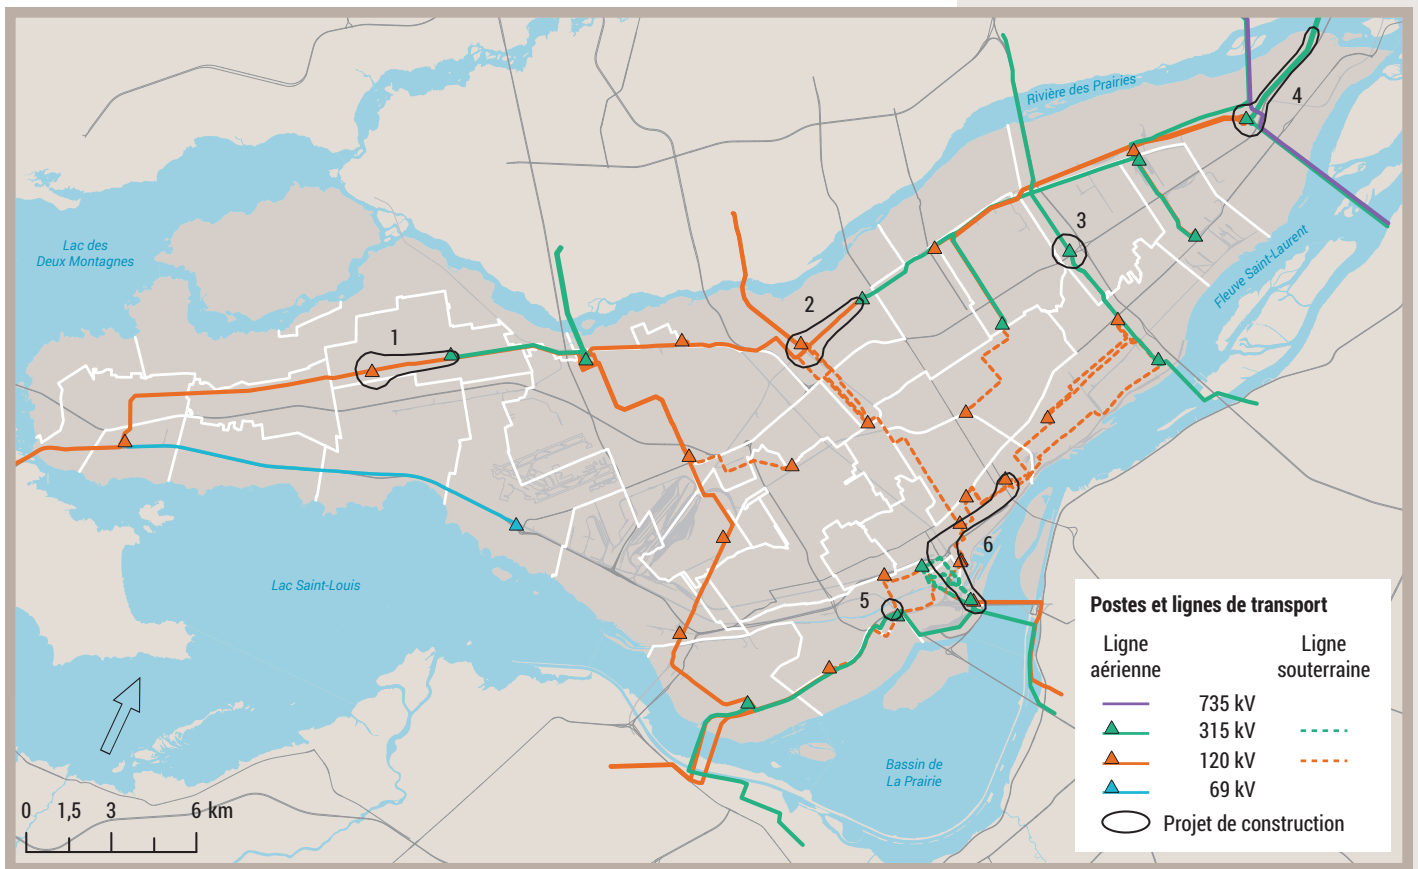 Rivière des Prairies
4
Lac des
Deux Montagnes
3
Fleuve Saint-Laurent
2
1
6
Lac Saint-Louis
5
Bassin de
La Prairie
0 1,5 3 6 km
Postes et lignes de transport
Ligne
aérienne
Ligne
souterraine
735 kV
315 kV
120 kV
69 kV
Projet de construction